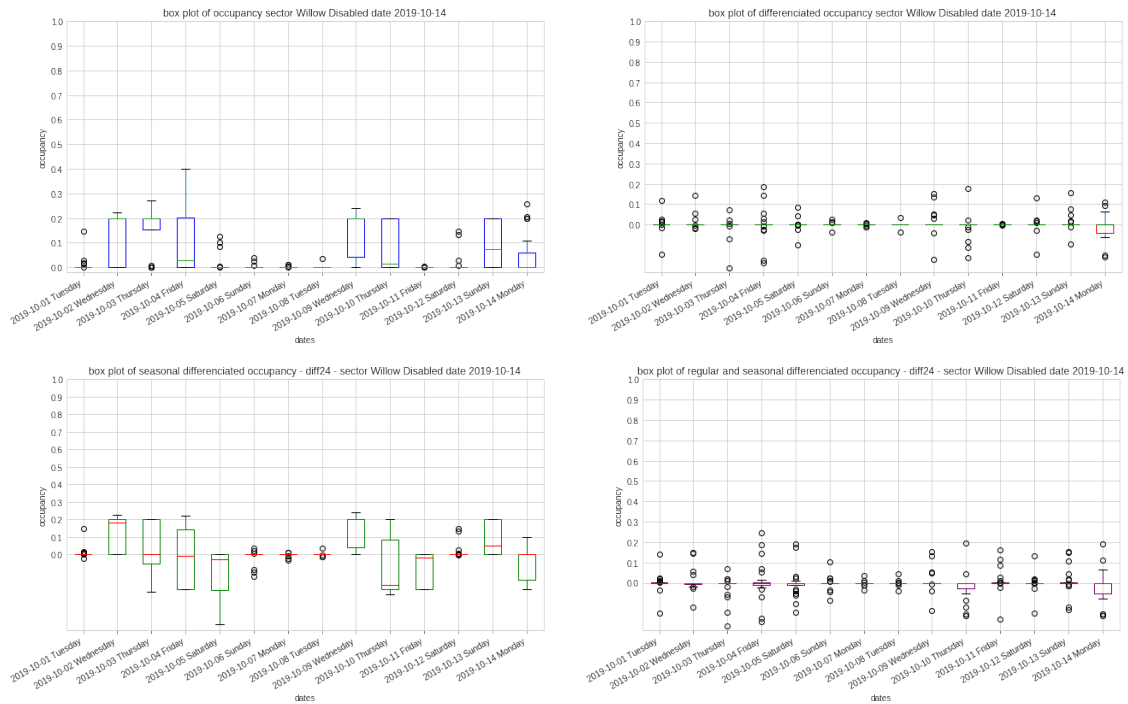 box plot of occupancy sector Willow Disabled date 2019-10-14
1.0
0.9
0.8
0.7
0.6
0.5
0.4
0.3
0.2
0.1
0.0
occupancy
2019-10-01 Tuesday
2019-10-02 Wednesday
2019-10-03 Thursday
2019-10-04 Friday
2019-10-05 Saturday
2019-10-06 Sunday
2019-10-07 Monday
2019-10-08 Tuesday
2019-10-09 Wednesday
2019-10-10 Thursday
2019-10-11 Friday
2019-10-12 Saturday
2019-10-13 Sunday
2019-10-14 Monday
dates
box plot of differenciated occupancy sector Willow Disabled date 2019-10-14
1.0
0.9
0.8
0.7
0.6
0.5
0.4
0.3
0.2
0.1
0.0
occupancy
2019-10-01 Tuesday
2019-10-02 Wednesday
2019-10-03 Thursday
2019-10-04 Friday
2019-10-05 Saturday
2019-10-06 Sunday
2019-10-07 Monday
2019-10-08 Tuesday
2019-10-09 Wednesday
2019-10-10 Thursday
2019-10-11 Friday
2019-10-12 Saturday
2019-10-13 Sunday
2019-10-14 Monday
dates
box plot of seasonal differenciated occupancy - diff24 - sector Willow Disabled date 2019-10-14
1.0
0.9
0.8
0.7
0.6
0.5
0.4
0.3
0.2
0.1
0.0
occupancy
2019-10-01 Tuesday
2019-10-02 Wednesday
2019-10-03 Thursday
2019-10-04 Friday
2019-10-05 Saturday
2019-10-06 Sunday
2019-10-07 Monday
2019-10-08 Tuesday
2019-10-09 Wednesday
2019-10-10 Thursday
2019-10-11 Friday
2019-10-12 Saturday
2019-10-13 Sunday
2019-10-14 Monday
dates
box plot of regular and seasonal differenciated occupancy - diff24 - sector Willow Disabled date 2019-10-14
1.0
0.9
0.8
0.7
0.6
0.5
0.4
0.3
0.2
0.1
0.0
occupancy
2019-10-01 Tuesday
2019-10-02 Wednesday
2019-10-03 Thursday
2019-10-04 Friday
2019-10-05 Saturday
2019-10-06 Sunday
2019-10-07 Monday
2019-10-08 Tuesday
2019-10-09 Wednesday
2019-10-10 Thursday
2019-10-11 Friday
2019-10-12 Saturday
2019-10-13 Sunday
2019-10-14 Monday
dates